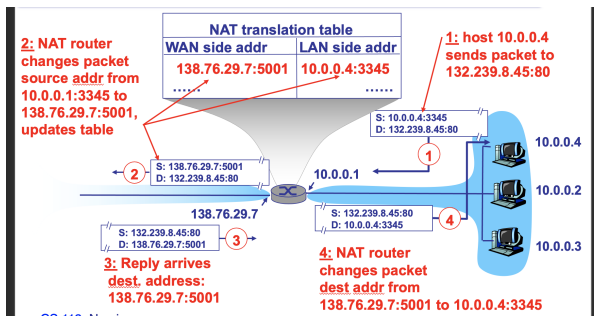 NAT translation table
WAN side addr LAN side addr
138.76.29.7:5001 10.0.0.4:3345
...... ......
2: NAT router
changes packet
source addr from
10.0.0.1:3345 to
138.76.29.7:5001,
updates table
1: host 10.0.0.4
sends packet to
132.239.8.45:80
S: 10.0.0.4:3345
D: 132.239.8.45:80
1
10.0.0.4
S: 138.76.29.7:5001
D: 132.239.8.45:80
2
10.0.0.1
10.0.0.2
138.76.29.7
S: 132.239.8.45:80
D: 10.0.0.4:3345
4
S: 132.239.8.45:80
D: 138.76.29.7:5001
3
10.0.0.3
3: Reply arrives
dest. address:
138.76.29.7:5001
4: NAT router
changes packet
dest addr from
138.76.29.7:5001 to 10.0.0.4:3345